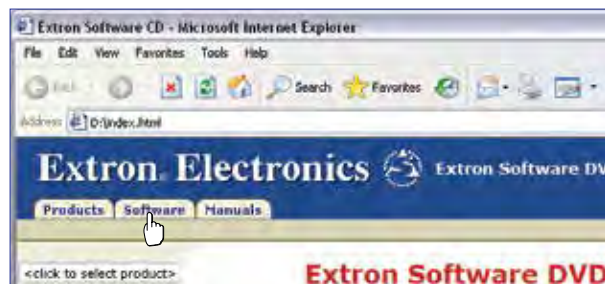 Extron Software CD - Microsoft Internet Explorer
File Edit View Favorites Tools Help
Back Search Favorites
Address D:\index.html
Extron Electronics Extron Software DV
Products Software Manuals
<click to select product> Extron Software DVD